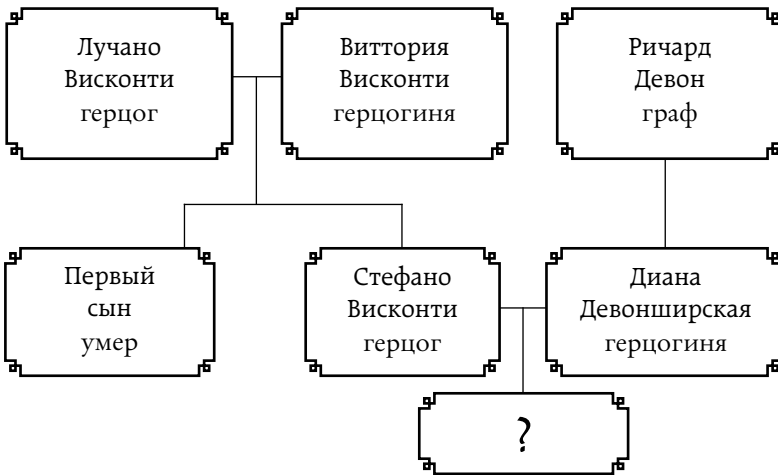 Лучано
Висконти
герцог
Виттория
Висконти
герцогиня
Ричард
Девон
граф
Первый
сын
умер
Стефано
Висконти
герцог
Диана
Девонширская
герцогиня
?